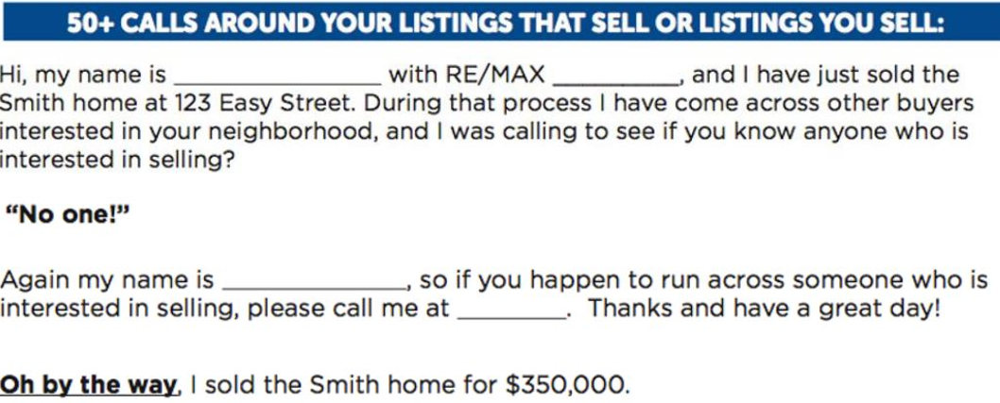 50+ CALLS AROUND YOUR LISTINGS THAT SELL OR LISTINGS YOU SELL:
Hi, my name is _________________ with RE/MAX __________, and I have just sold the
Smith home at 123 Easy Street. During that process I have come across other buyers
interested in your neighborhood, and I was calling to see if you know anyone who is
interested in selling?
“No one!”
Again my name is ______________, so if you happen to run across someone who is
interested in selling, please call me at _________.  Thanks and have a great day!
Oh by the way, I sold the Smith home for $350,000.